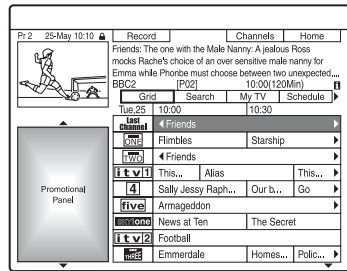 Pr 2 25-May 10:10 Record Channels Home
Friends: The one with the Male Nanny: A jealous Ross
mocks Rache's choice of an over sensitive male nanny for
Emma while Phonbe must choose between two unexpected,...
BBC2 [P02] 10:00(120Min)
Grid Search My TV Schedule
Tue,25 10:00 10:30
Last Channel Friends
ONE Flimbles Starship
TWO Friends
itv1 This... Alias This...
4 Sally Jessy Raph... Our b... Go
five Armageddon
one News at Ten The Secret
itv2 Football
THREE Emmerdale Homes... Polic...
Promotional
Panel